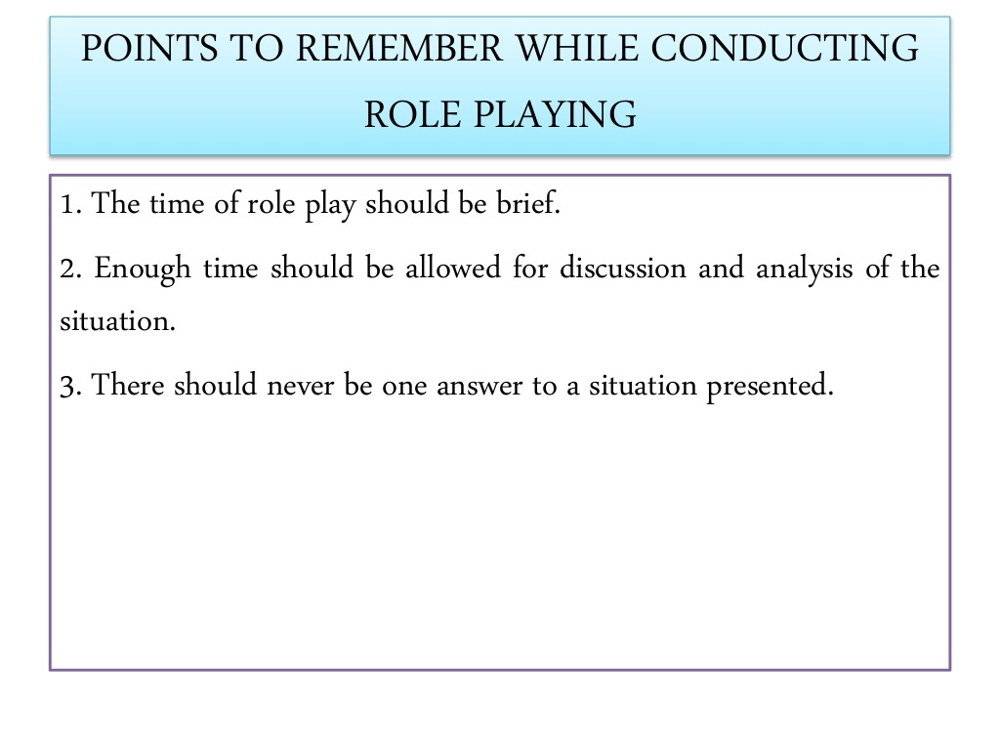 POINTS TO REMEMBER WHILE CONDUCTING
ROLE PLAYING
1. The time of role play should be brief.
2. Enough time should be allowed for discussion and analysis of the
situation.
3. There should never be one answer to a situation presented.